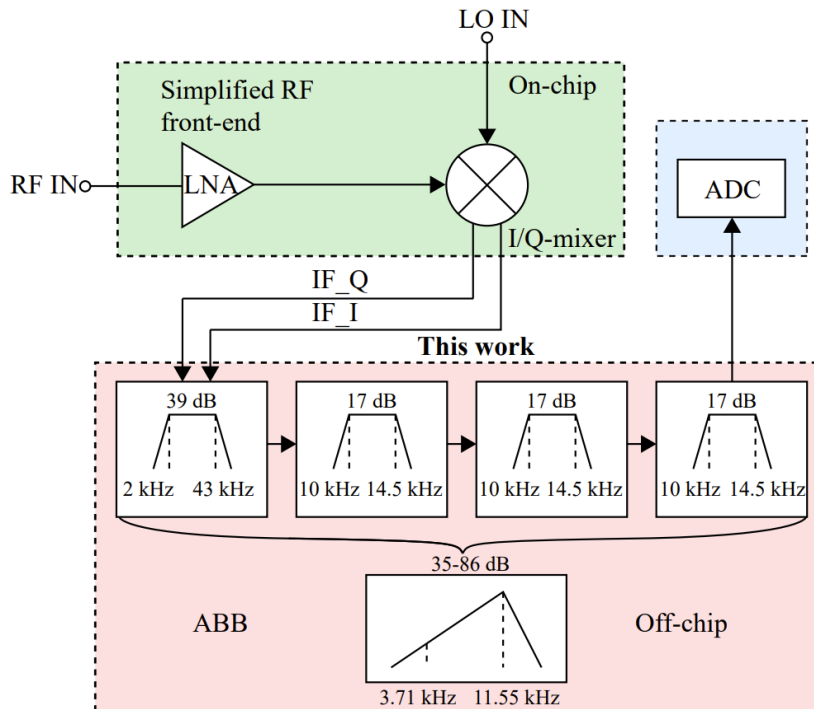 LO IN
Simplified RF
front-end
On-chip
RF IN
LNA
ADC
I/Q-mixer
IF_Q
IF_I
This work
39 dB
17 dB
17 dB
17 dB
2 kHz 43 kHz
10 kHz 14.5 kHz
10 kHz 14.5 kHz
10 kHz 14.5 kHz
35-86 dB
ABB
Off-chip
3.71 kHz 11.55 kHz